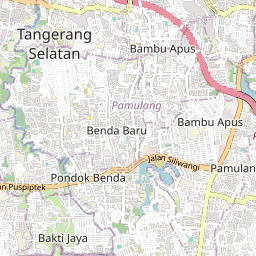 Tangerang
Selatan
Bambu Apus
Pamulang
Benda Baru
Bambu Apus
Jalan Siliwangi
Pamulan
Pondok Benda
an Puspiptek
Bakti Jaya